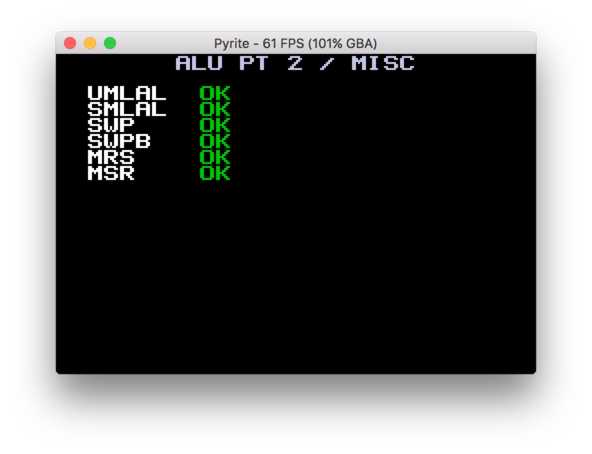 Pyrite - 61 FPS (101% GBA)
ALU PT 2 / MISC
UMLAL OK
SMLAL OK
SWP OK
SWPB OK
MRS OK
MSR OK